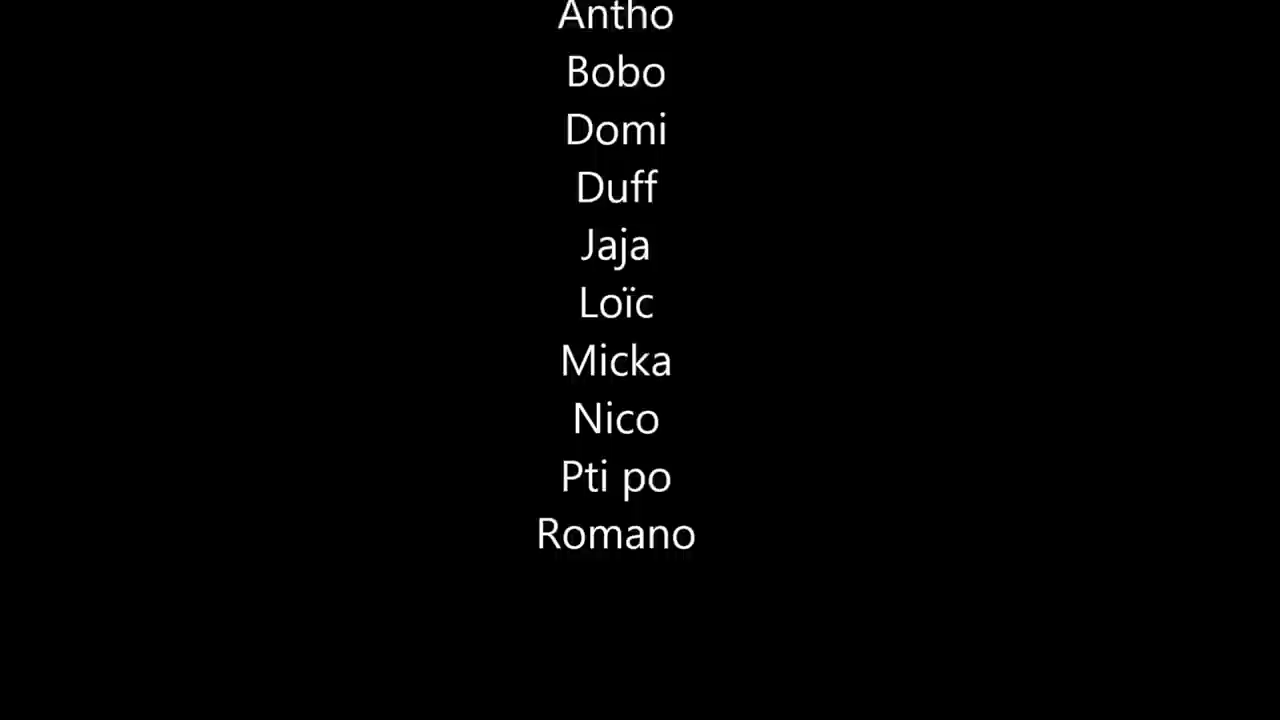 Antho
Bobo
Domi
Duff
Jaja
Loïc
Micka
Nico
Pti po
Romano